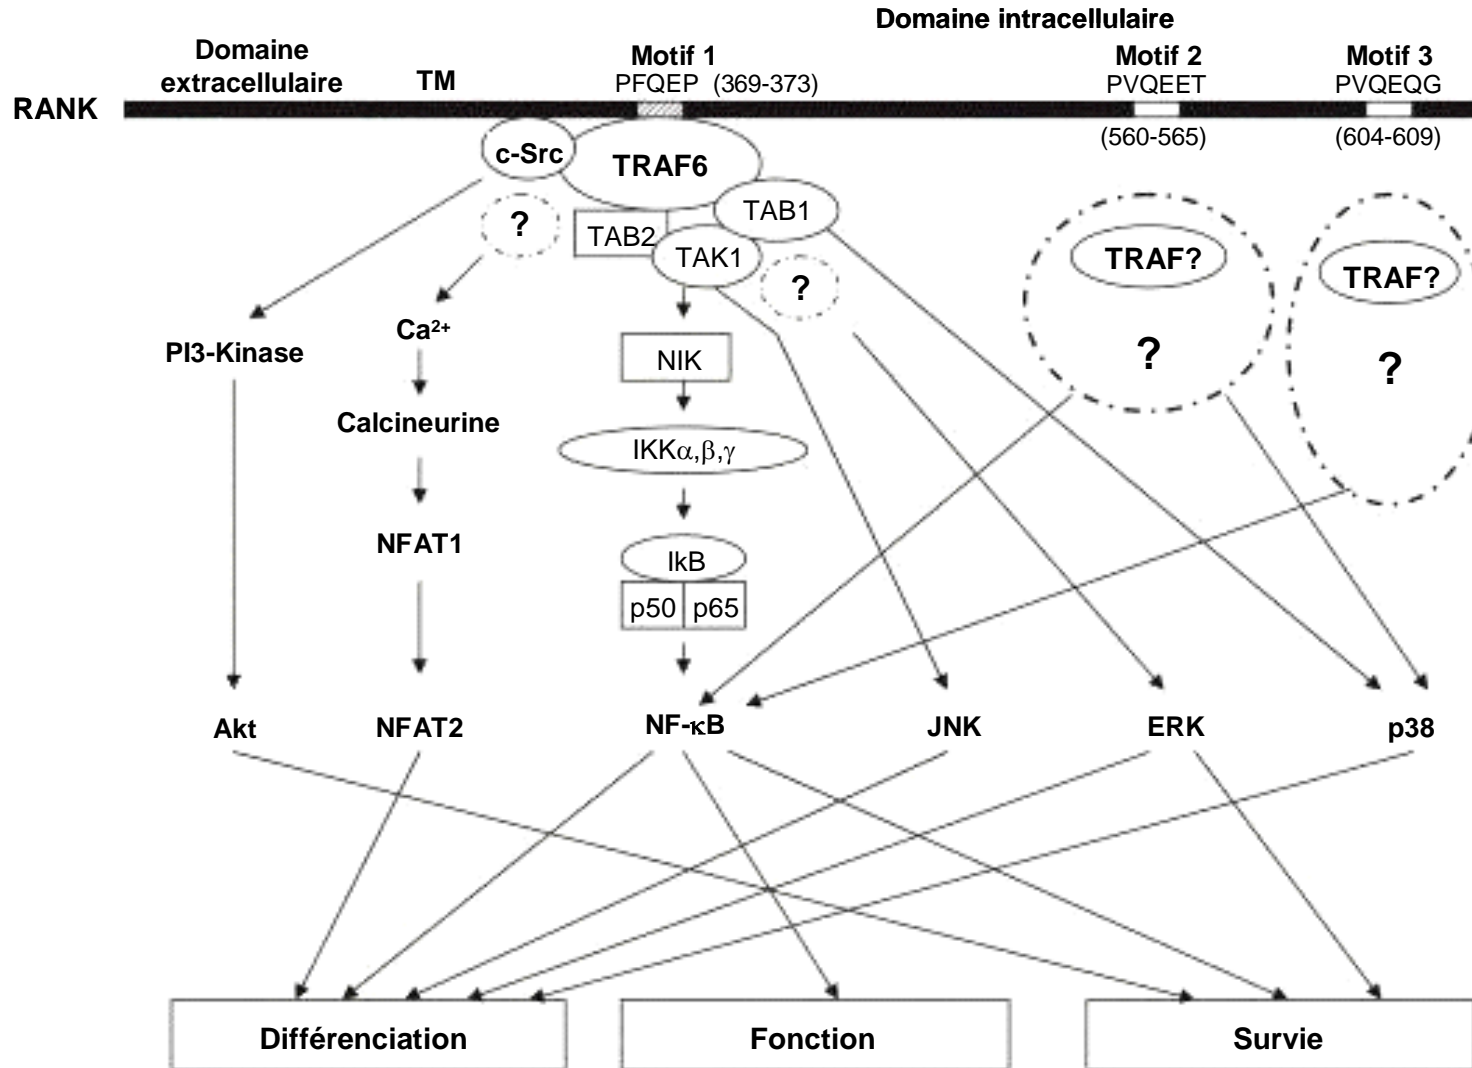 Domaine intracellulaire
Domaine
extracellulaire
TM
Motif 1
PFQEP (369-373)
Motif 2
PVQEET
Motif 3
PVQEQG
RANK
(560-565)
(604-609)
c-Src
TRAF6
?
TAB2
TAB1
TAK1
?
TRAF?
?
TRAF?
?
Ca²⁺
PI3-Kinase
NIK
Calcineurine
IKKα,β,γ
NFAT1
IkB
p50
p65
Akt
NFAT2
NF-κB
JNK
ERK
p38
Différenciation
Fonction
Survie